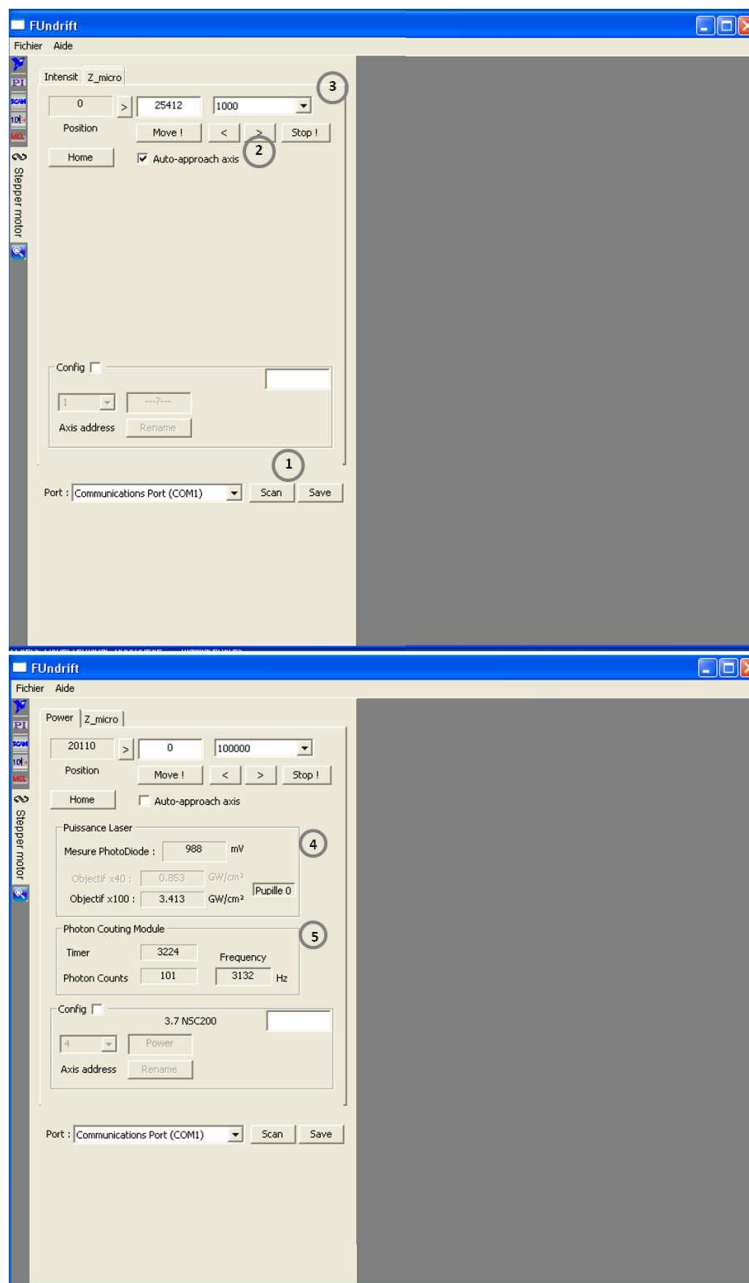 FUndrift
Fichier Aide
PI
SCAN
Stepper motor
Intensit Z_micro
3
0 > 25412 1000
Position Move ! < > Stop !
2
Home Auto-approach axis
Config
1 ---?---
Axis address Rename
1
Port : Communications Port (COM1) Scan Save
FUndrift
Fichier Aide
PI
SCAN
Stepper motor
Power Z_micro
20110 > 0 100000
Position Move ! < > Stop !
Home Auto-approach axis
Puissance Laser
4
Mesure PhotoDiode : 988 mV
Objectif x40 : 0.853 GW/cm²
Pupille 0
Objectif x100 : 3.413 GW/cm²
Photon Couting Module
5
Timer 3224 Frequency
Photon Counts 101 3132 Hz
Config
3.7 NSC200
4 Power
Axis address Rename
Port : Communications Port (COM1) Scan Save